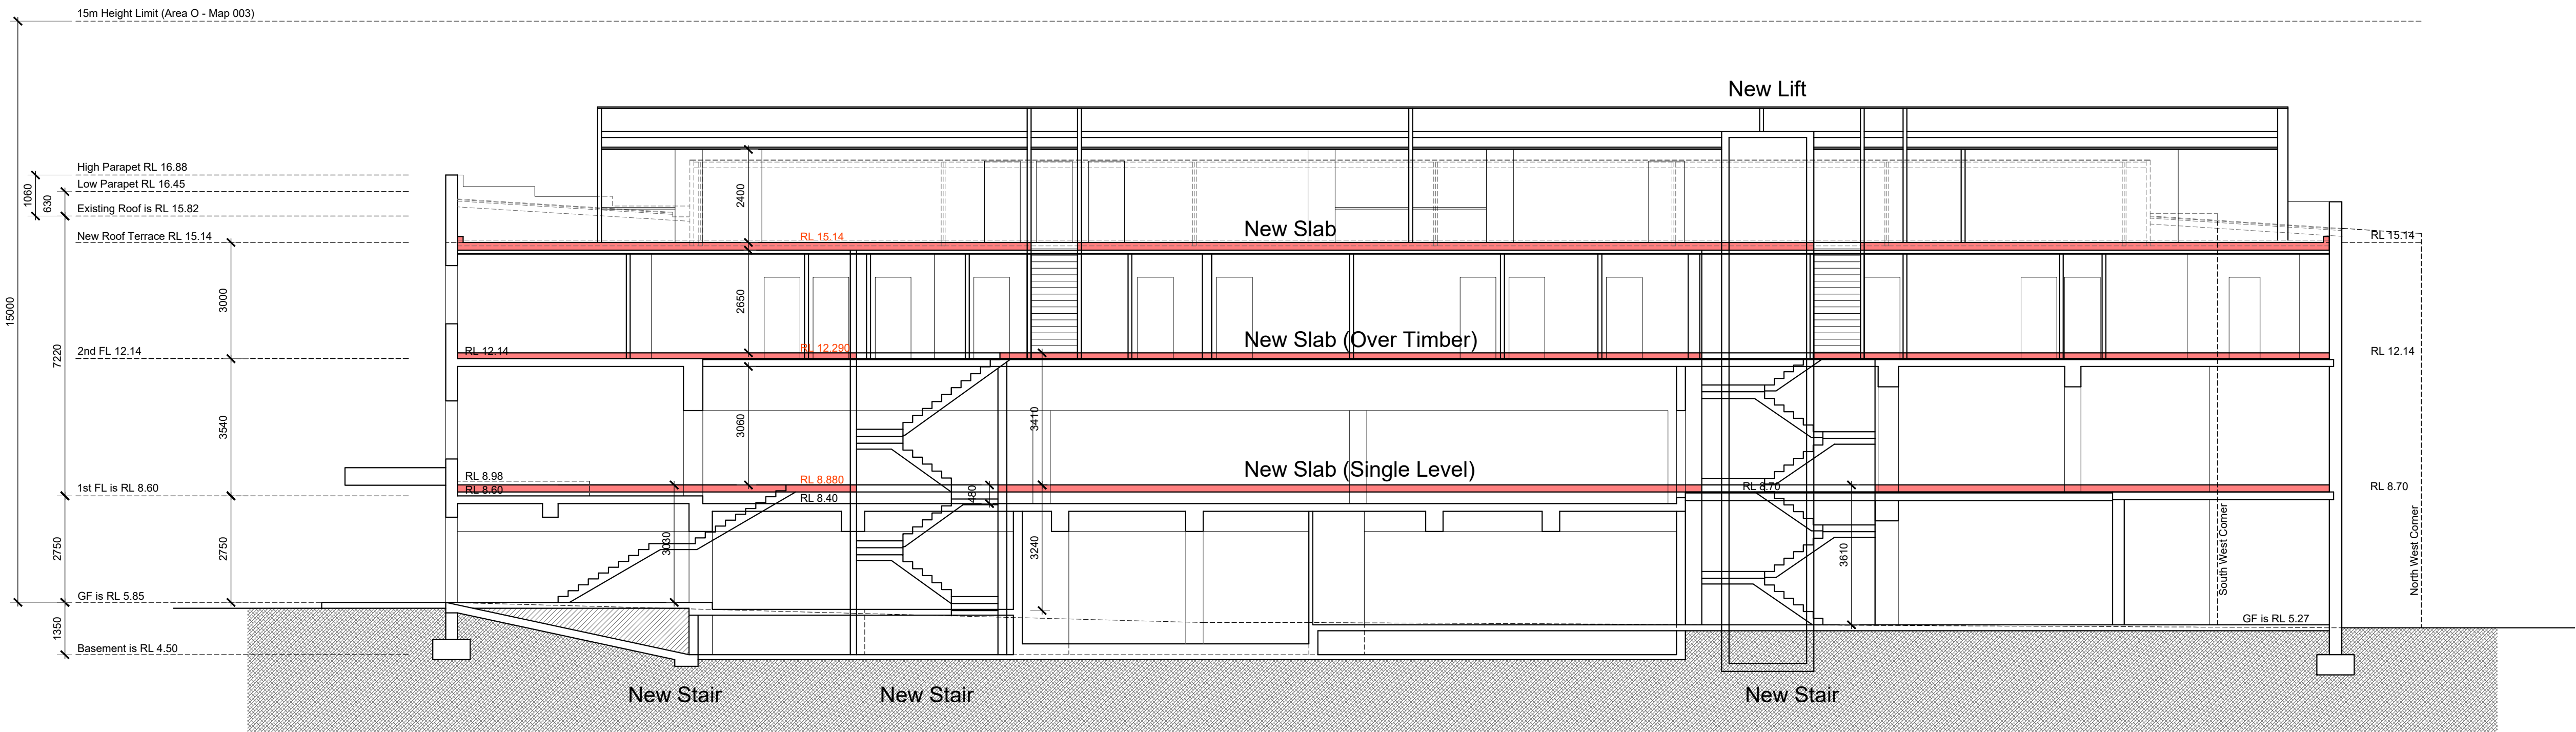 15m Height Limit (Area O - Map 003)
New Lift
High Parapet RL 16.88
Low Parapet RL 16.45
Existing Roof is RL 15.82
New Roof Terrace RL 15.14
1060
630
2400
New Slab
RL 15.14
RL 15.14
15000
7220
3000
2650
New Slab (Over Timber)
2nd FL 12.14
RL 12.14
RL 12.290
RL 12.14
3540
3060
3410
New Slab (Single Level)
1st FL is RL 8.60
RL 8.98
RL 8.60
RL 8.880
RL 8.40
480
RL 8.70
RL 8.70
2750
2750
3030
3240
3610
South West Corner
North West Corner
GF is RL 5.85
GF is RL 5.27
1350
Basement is RL 4.50
New Stair
New Stair
New Stair